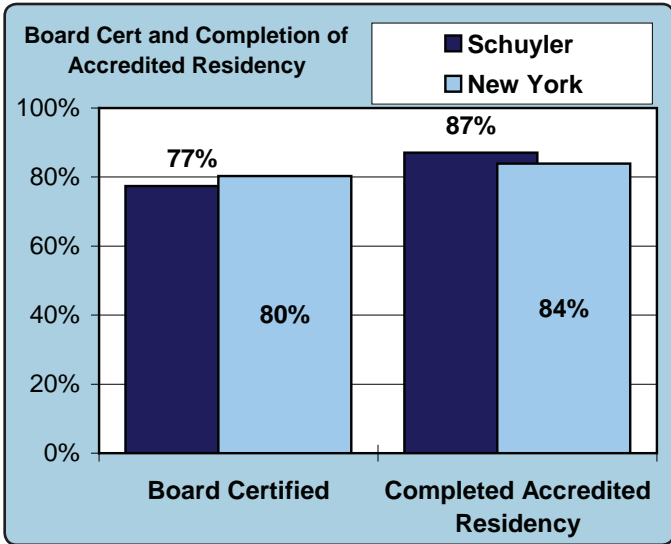 Board Cert and Completion of
Accredited Residency
Schuyler
New York
100%
80%
60%
40%
20%
0%
77%
80%
87%
84%
Board Certified
Completed Accredited
Residency